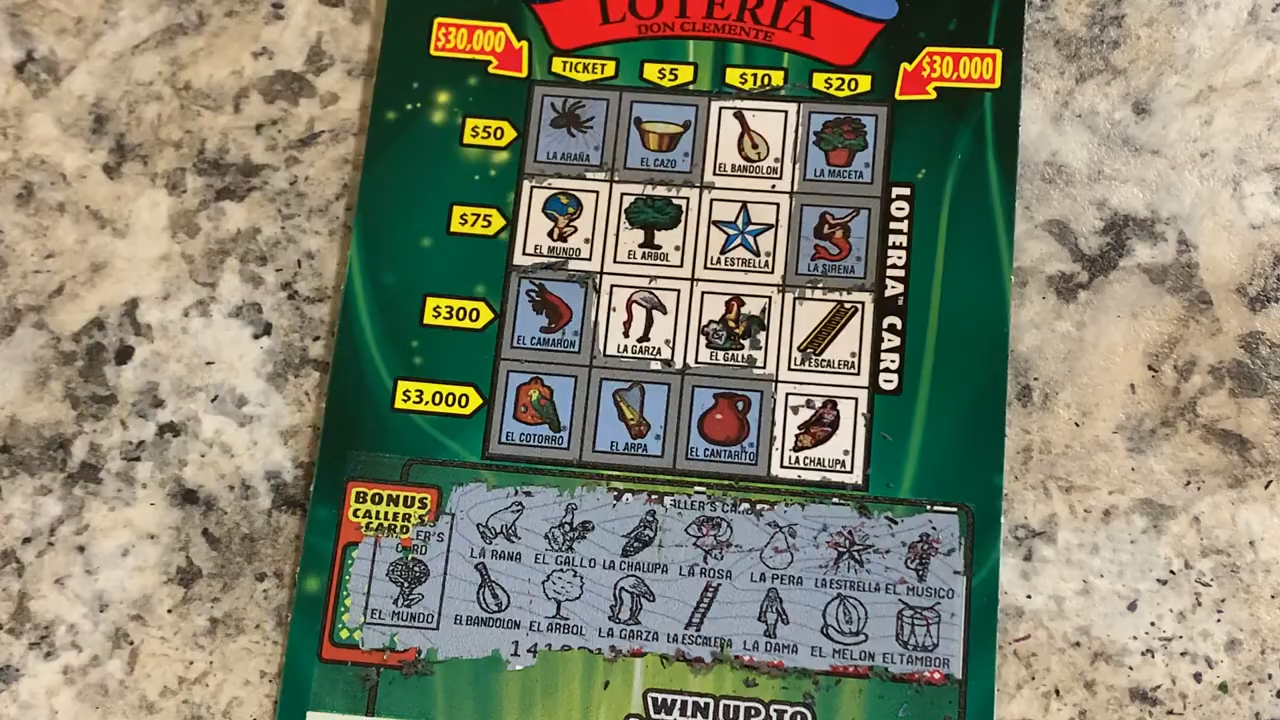 LOTERIA
DON CLEMENTE
$30,000
TICKET
$5
$10
$20
$30,000
$50
LA ARAÑA
EL CAZO
EL BANDOLON
LA MACETA
$75
EL MUNDO
EL ARBOL
LA ESTRELLA
LA SIRENA
$300
EL CAMARON
LA GARZA
EL GALLO
LA ESCALERA
$3,000
EL COTORRO
EL ARPA
EL CANTARITO
LA CHALUPA
LOTERIA™ CARD
BONUS
CALLER'S
CARD
LA RANA
EL GALLO
LA CHALUPA
LA ROSA
LA PERA
LA ESTRELLA
EL MUSICO
EL MUNDO
EL BANDOLON
EL ARBOL
LA GARZA
LA ESCALERA
LA DAMA
EL MELON
EL TAMBOR
WIN UP TO